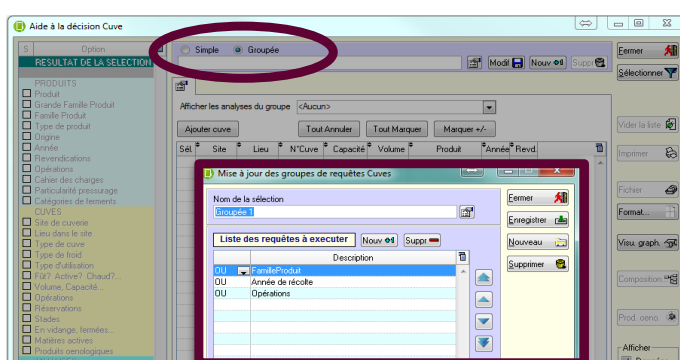 Aide à la décision Cuve
S Option
RESULTAT DE LA SELECTION
PRODUITS
Produit
Grande Famille Produit
Famille Produit
Type de produit
Origine
Année
Revendications
Opérations
Cahier des charges
Particularité pressurage
Catégories de ferments
CUVES
Site de cuverie
Lieu dans le site
Type de cuve
Type de froid
Type d'utilisation
Fût? Active? Chaud?...
Volume, Capacité...
Opérations
Réservations
Stades
En vidange, fermées...
Matières actives
Produits oenologiques
Simple Groupée
Modif Nouv Suppr
Afficher les analyses du groupe <Aucun>
Ajouter cuve Tout Annuler Tout Marquer Marquer +/-
Sél. Site Lieu N°Cuve Capacité Volume Produit Année Revd.
Mise à jour des groupes de requêtes Cuves
Nom de la sélection
Groupée 1
Liste des requêtes à executer Nouv Suppr
Description
OU FamilleProduit
OU Année de récolte
OU Opérations
Fermer
Enregistrer
Nouveau
Supprimer
Fermer
Sélectionner
Vider la liste
Imprimer
Fichier
Format...
Visu. graph.
Composition
Prod. oeno.
Afficher